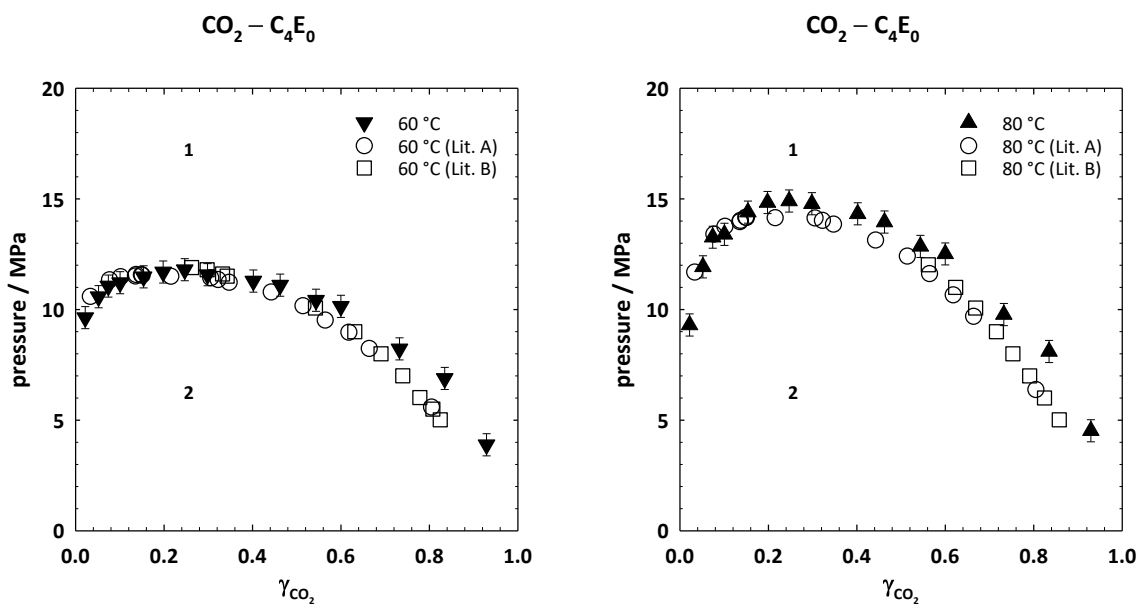 CO₂ – C₄E₀
20
15
10
5
0
pressure / MPa
1
2
▼ 60 °C
○ 60 °C (Lit. A)
□ 60 °C (Lit. B)
0.0 0.2 0.4 0.6 0.8 1.0
γCO₂
CO₂ – C₄E₀
20
15
10
5
0
pressure / MPa
1
2
▲ 80 °C
○ 80 °C (Lit. A)
□ 80 °C (Lit. B)
0.0 0.2 0.4 0.6 0.8 1.0
γCO₂